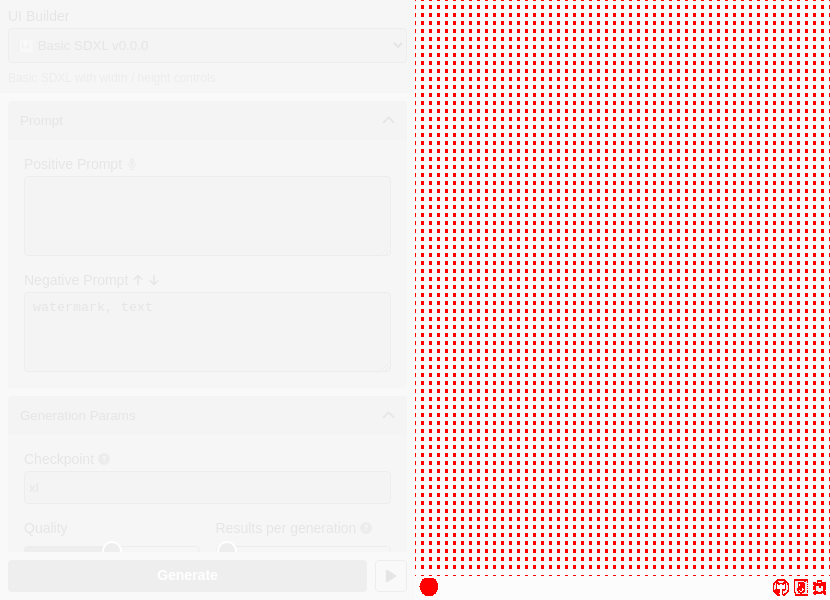 UI Builder
Basic SDXL v0.0.0
Basic SDXL with width / height controls
Prompt
Positive Prompt
Negative Prompt
watermark, text
Generation Params
Checkpoint
xl
Quality
Results per generation
Generate